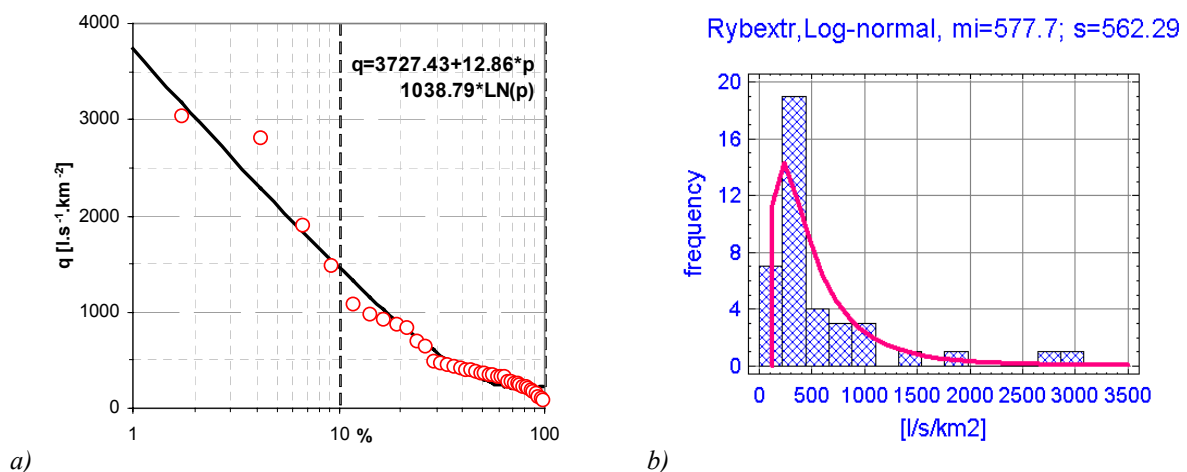 4000
3000
2000
1000
0
q [l.s⁻¹.km⁻²]
q=3727.43+12.86*p
1038.79*LN(p)
1 10 % 100
a)
Rybextr,Log-normal, mi=577.7; s=562.29
20
16
12
8
4
0
frequency
0 500 1000 1500 2000 2500 3000 3500
[l/s/km2]
b)